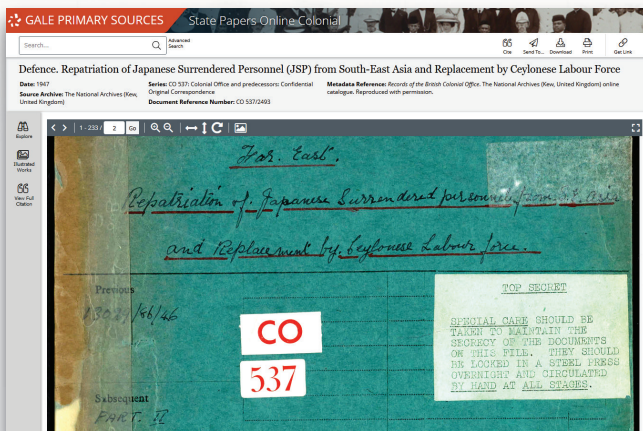 GALE PRIMARY SOURCES State Papers Online Colonial
Search...
Advanced Search
Cite Send To... Download Print Get Link
Defence. Repatriation of Japanese Surrendered Personnel (JSP) from South-East Asia and Replacement by Ceylonese Labour Force
Date: 1947
Source Archive: The National Archives (Kew, United Kingdom)
Series: CO 537: Colonial Office and predecessors: Confidential Original Correspondence
Document Reference Number: CO 537/2493
Metadata Reference: Records of the British Colonial Office. The National Archives (Kew, United Kingdom) online catalogue. Reproduced with permission.
Explore
Illustrated Works
View Full Citation
1 - 233 / 2 Go
Far. East.
Repatriation of Japanese Surrendered personnel from SE Asia
and Replacement by Ceylonese Labour force.
Previous
/86/46
CO
537
TOP SECRET
SPECIAL CARE SHOULD BE
TAKEN TO MAINTAIN THE
SECRECY OF THE DOCUMENTS
ON THIS FILE. THEY SHOULD
BE LOCKED IN A STEEL PRESS
OVERNIGHT AND CIRCULATED
BY HAND AT ALL STAGES.
Subsequent
PART. II